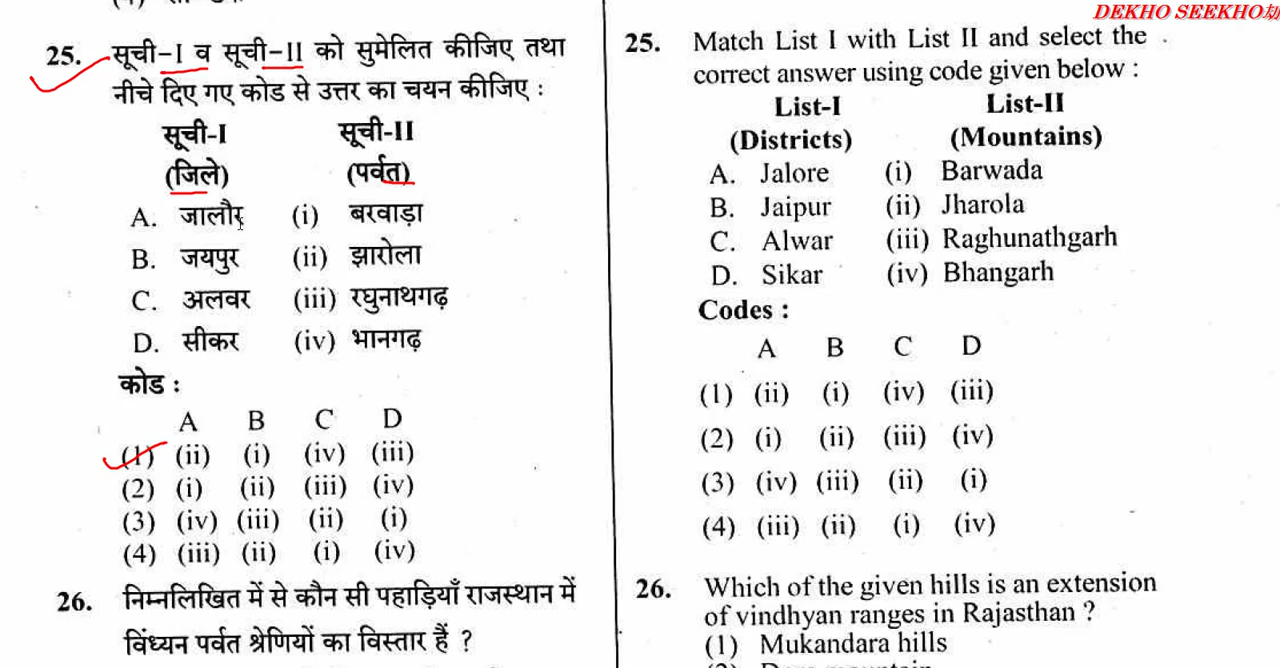 DEKHO SEEKHO
25. सूची-I व सूची-II को सुमेलित कीजिए तथा
नीचे दिए गए कोड से उत्तर का चयन कीजिए :
सूची-I सूची-II
(जिले) (पर्वत)
A. जालौर (i) बरवाड़ा
B. जयपुर (ii) झारोला
C. अलवर (iii) रघुनाथगढ़
D. सीकर (iv) भानगढ़
कोड :
A B C D
(1) (ii) (i) (iv) (iii)
(2) (i) (ii) (iii) (iv)
(3) (iv) (iii) (ii) (i)
(4) (iii) (ii) (i) (iv)
26. निम्नलिखित में से कौन सी पहाड़ियाँ राजस्थान में
विंध्यन पर्वत श्रेणियों का विस्तार हैं ?
25. Match List I with List II and select the
correct answer using code given below :
List-I List-II
(Districts) (Mountains)
A. Jalore (i) Barwada
B. Jaipur (ii) Jharola
C. Alwar (iii) Raghunathgarh
D. Sikar (iv) Bhangarh
Codes :
A B C D
(1) (ii) (i) (iv) (iii)
(2) (i) (ii) (iii) (iv)
(3) (iv) (iii) (ii) (i)
(4) (iii) (ii) (i) (iv)
26. Which of the given hills is an extension
of vindhyan ranges in Rajasthan ?
(1) Mukandara hills